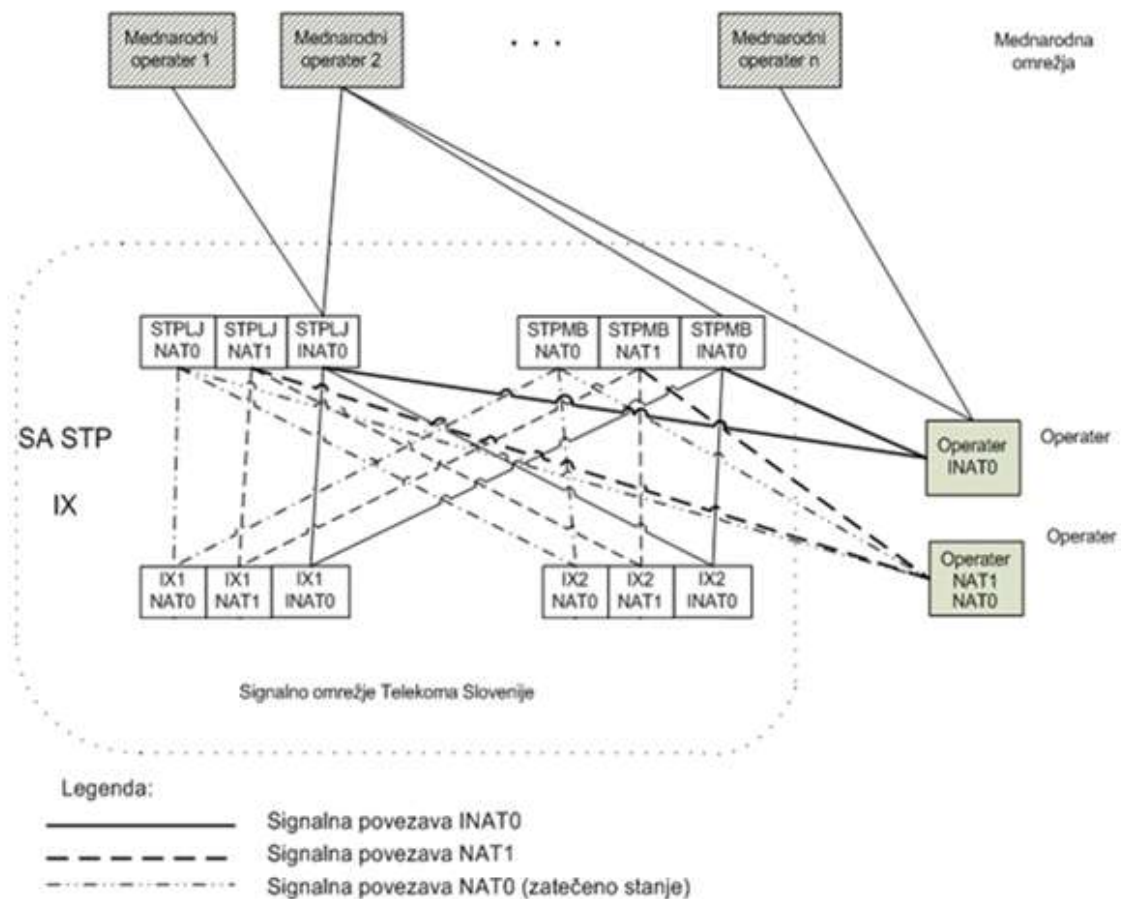 Mednarodni
operater 1
Mednarodni
operater 2
. . .
Mednarodni
operater n
Mednarodna
omrežja
STPLJ
NAT0
STPLJ
NAT1
STPLJ
INAT0
STPMB
NAT0
STPMB
NAT1
STPMB
INAT0
SA STP
IX
Operater
INAT0
Operater
Operater
NAT1
NAT0
Operater
IX1
NAT0
IX1
NAT1
IX1
INAT0
IX2
NAT0
IX2
NAT1
IX2
INAT0
Signalno omrežje Telekoma Slovenije
Legenda:
Signalna povezava INAT0
Signalna povezava NAT1
Signalna povezava NAT0 (zatečeno stanje)